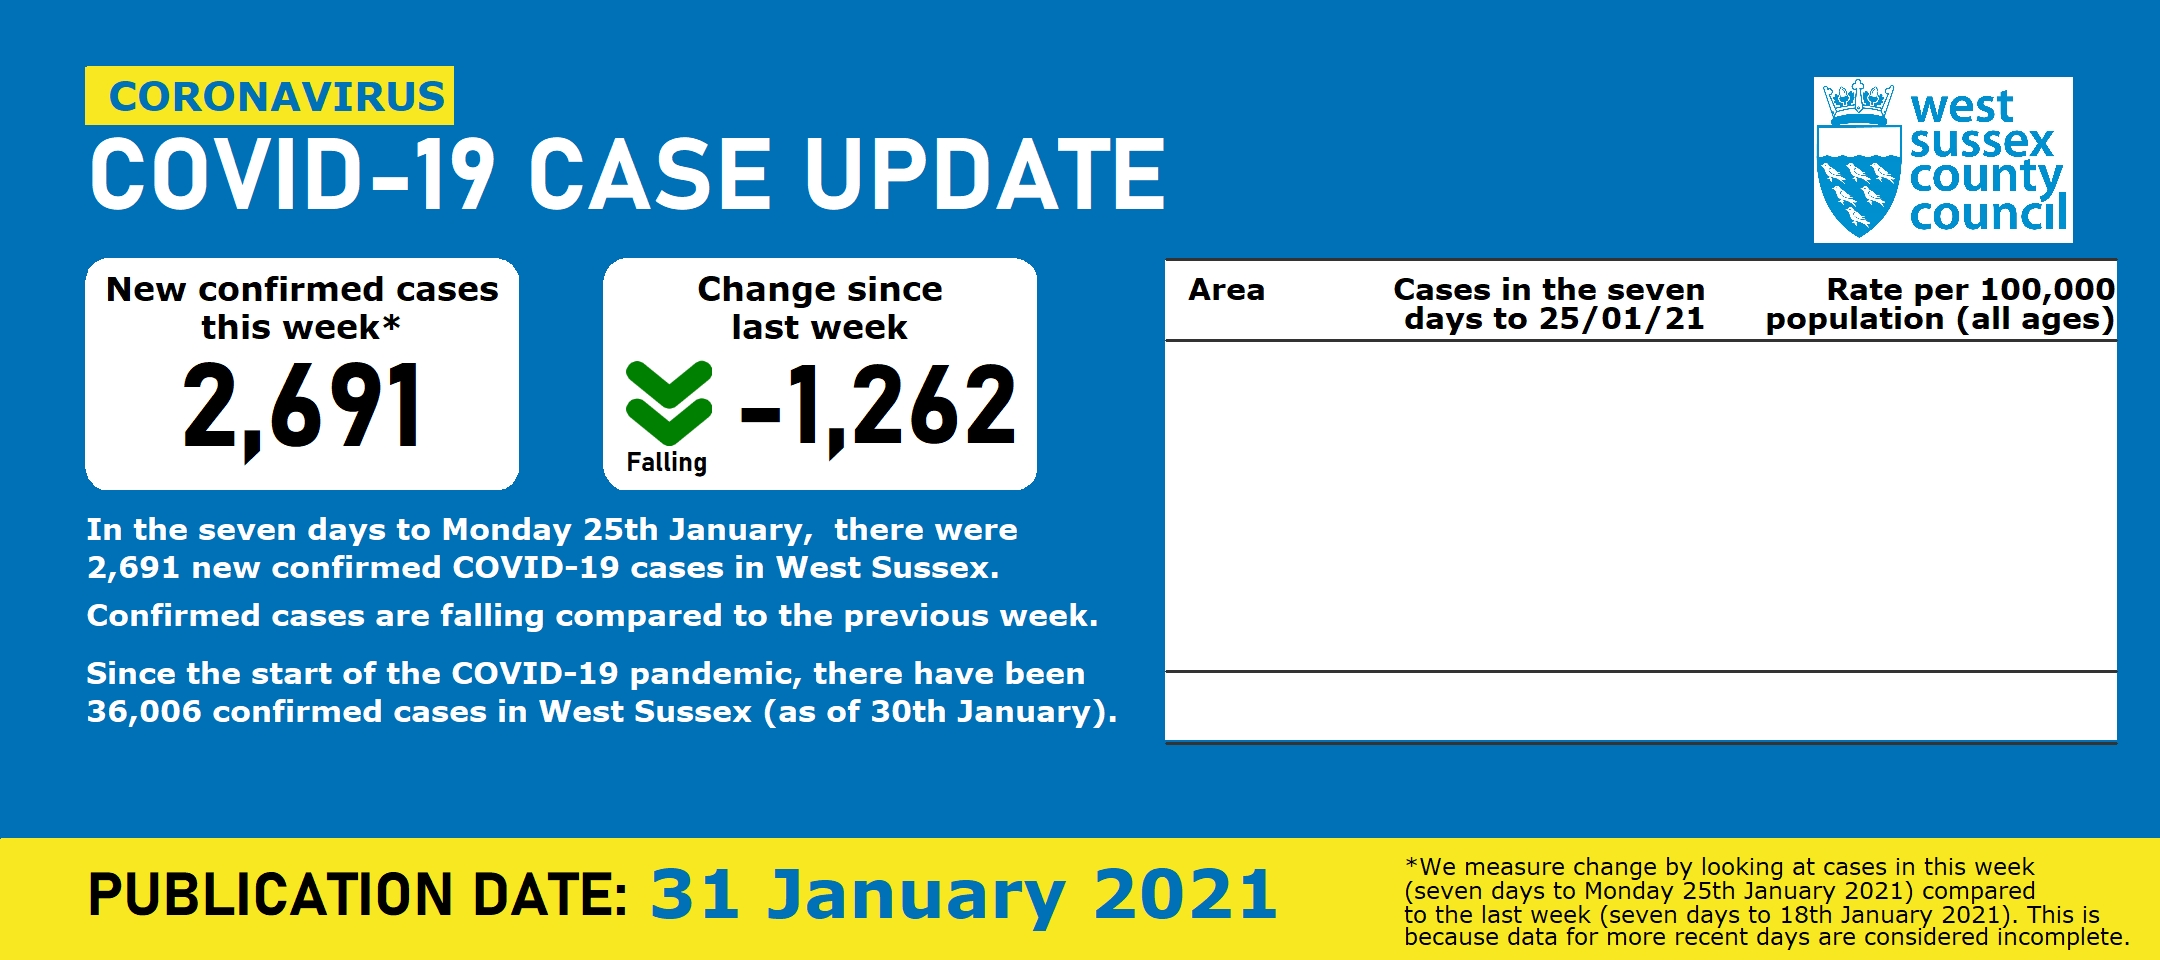 CORONAVIRUS
COVID-19 CASE UPDATE
west
sussex
county
council
New confirmed cases
this week*
2,691
Change since
last week
-1,262
Falling
In the seven days to Monday 25th January,  there were
2,691 new confirmed COVID-19 cases in West Sussex.
Confirmed cases are falling compared to the previous week.
Since the start of the COVID-19 pandemic, there have been
36,006 confirmed cases in West Sussex (as of 30th January).
Area Cases in the seven Rate per 100,000
days to 25/01/21 population (all ages)
PUBLICATION DATE: 31 January 2021
*We measure change by looking at cases in this week
(seven days to Monday 25th January 2021) compared
to the last week (seven days to 18th January 2021). This is
because data for more recent days are considered incomplete.